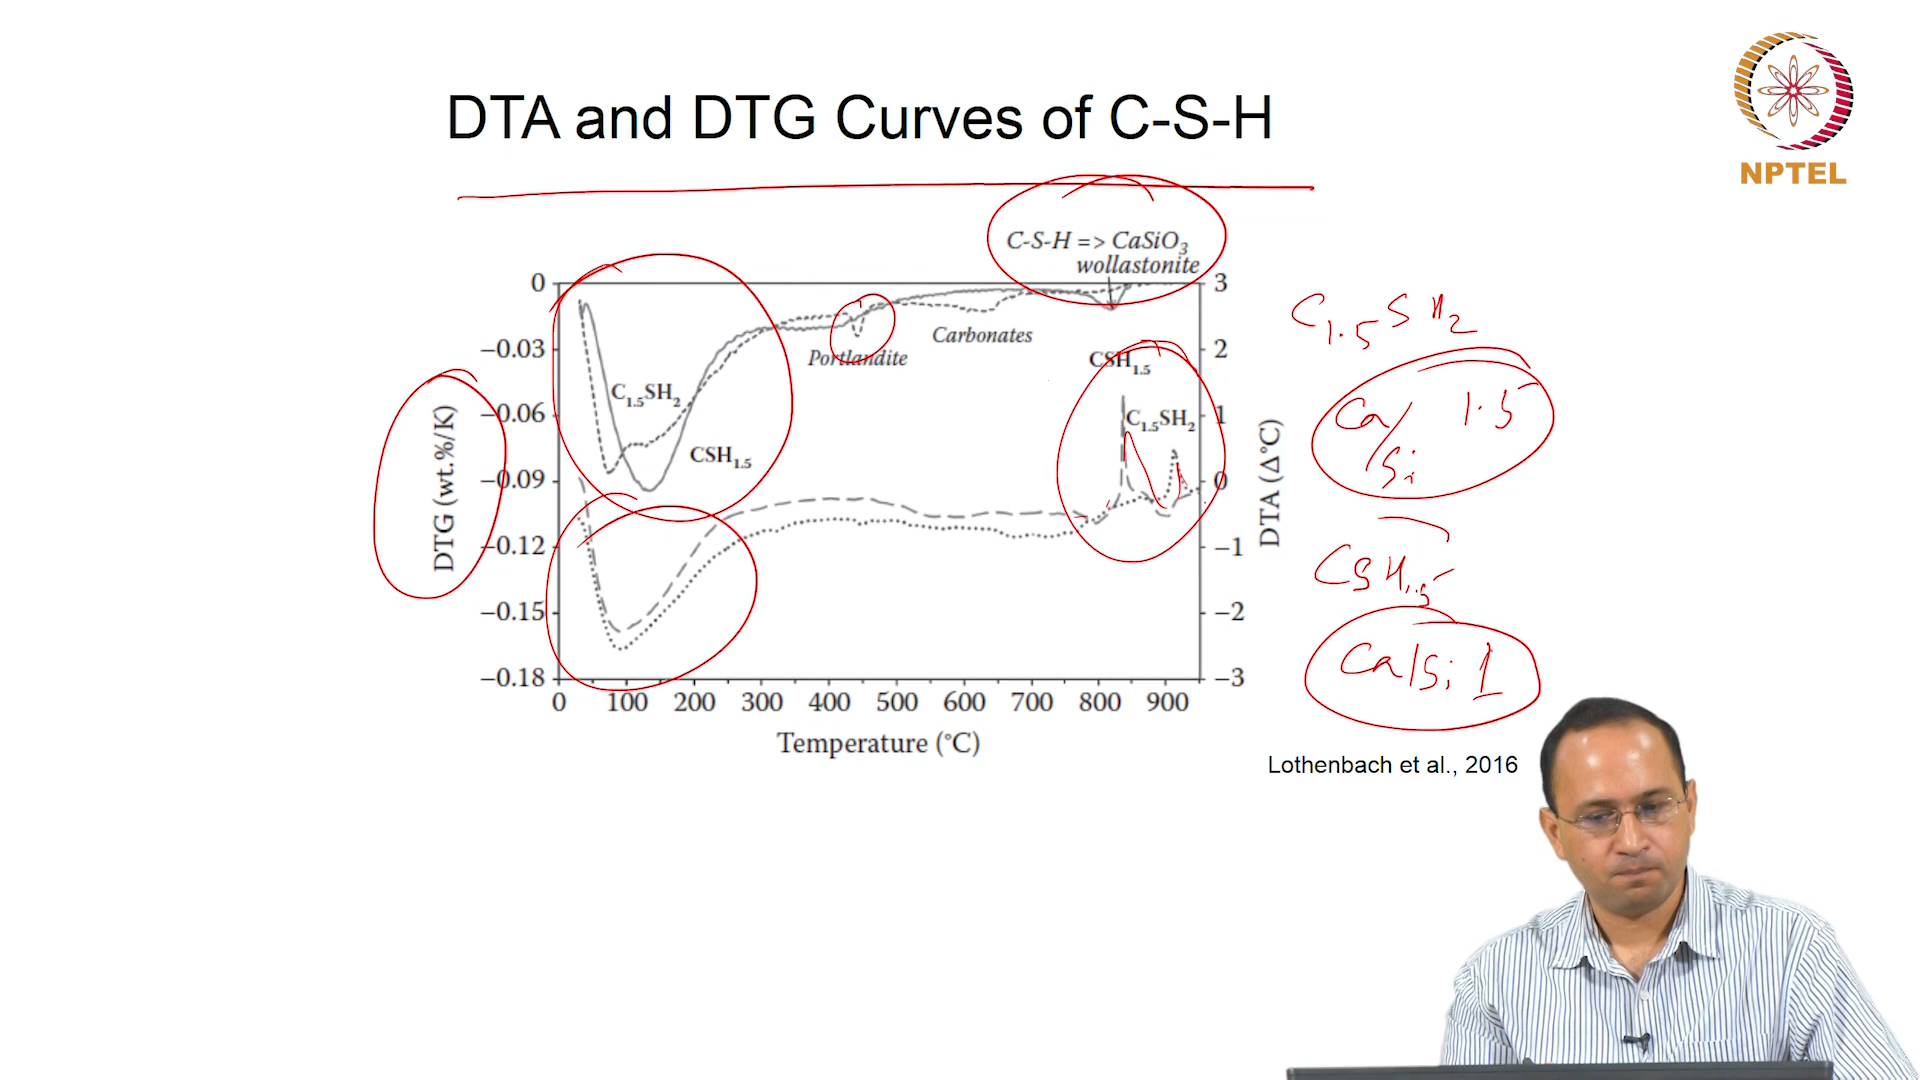 DTA and DTG Curves of C-S-H
NPTEL
C-S-H => CaSiO3
wollastonite
0
−0.03
−0.06
−0.09
−0.12
−0.15
−0.18
DTG (wt.%/K)
3
2
1
0
−1
−2
−3
DTA (Δ°C)
Portlandite
Carbonates
C1.5SH2
CSH1.5
CSH1.5
C1.5SH2
0 100 200 300 400 500 600 700 800 900
Temperature (°C)
C1.5SH2
Ca/Si 1.5
CSH1.5
Ca/Si 1
Lothenbach et al., 2016